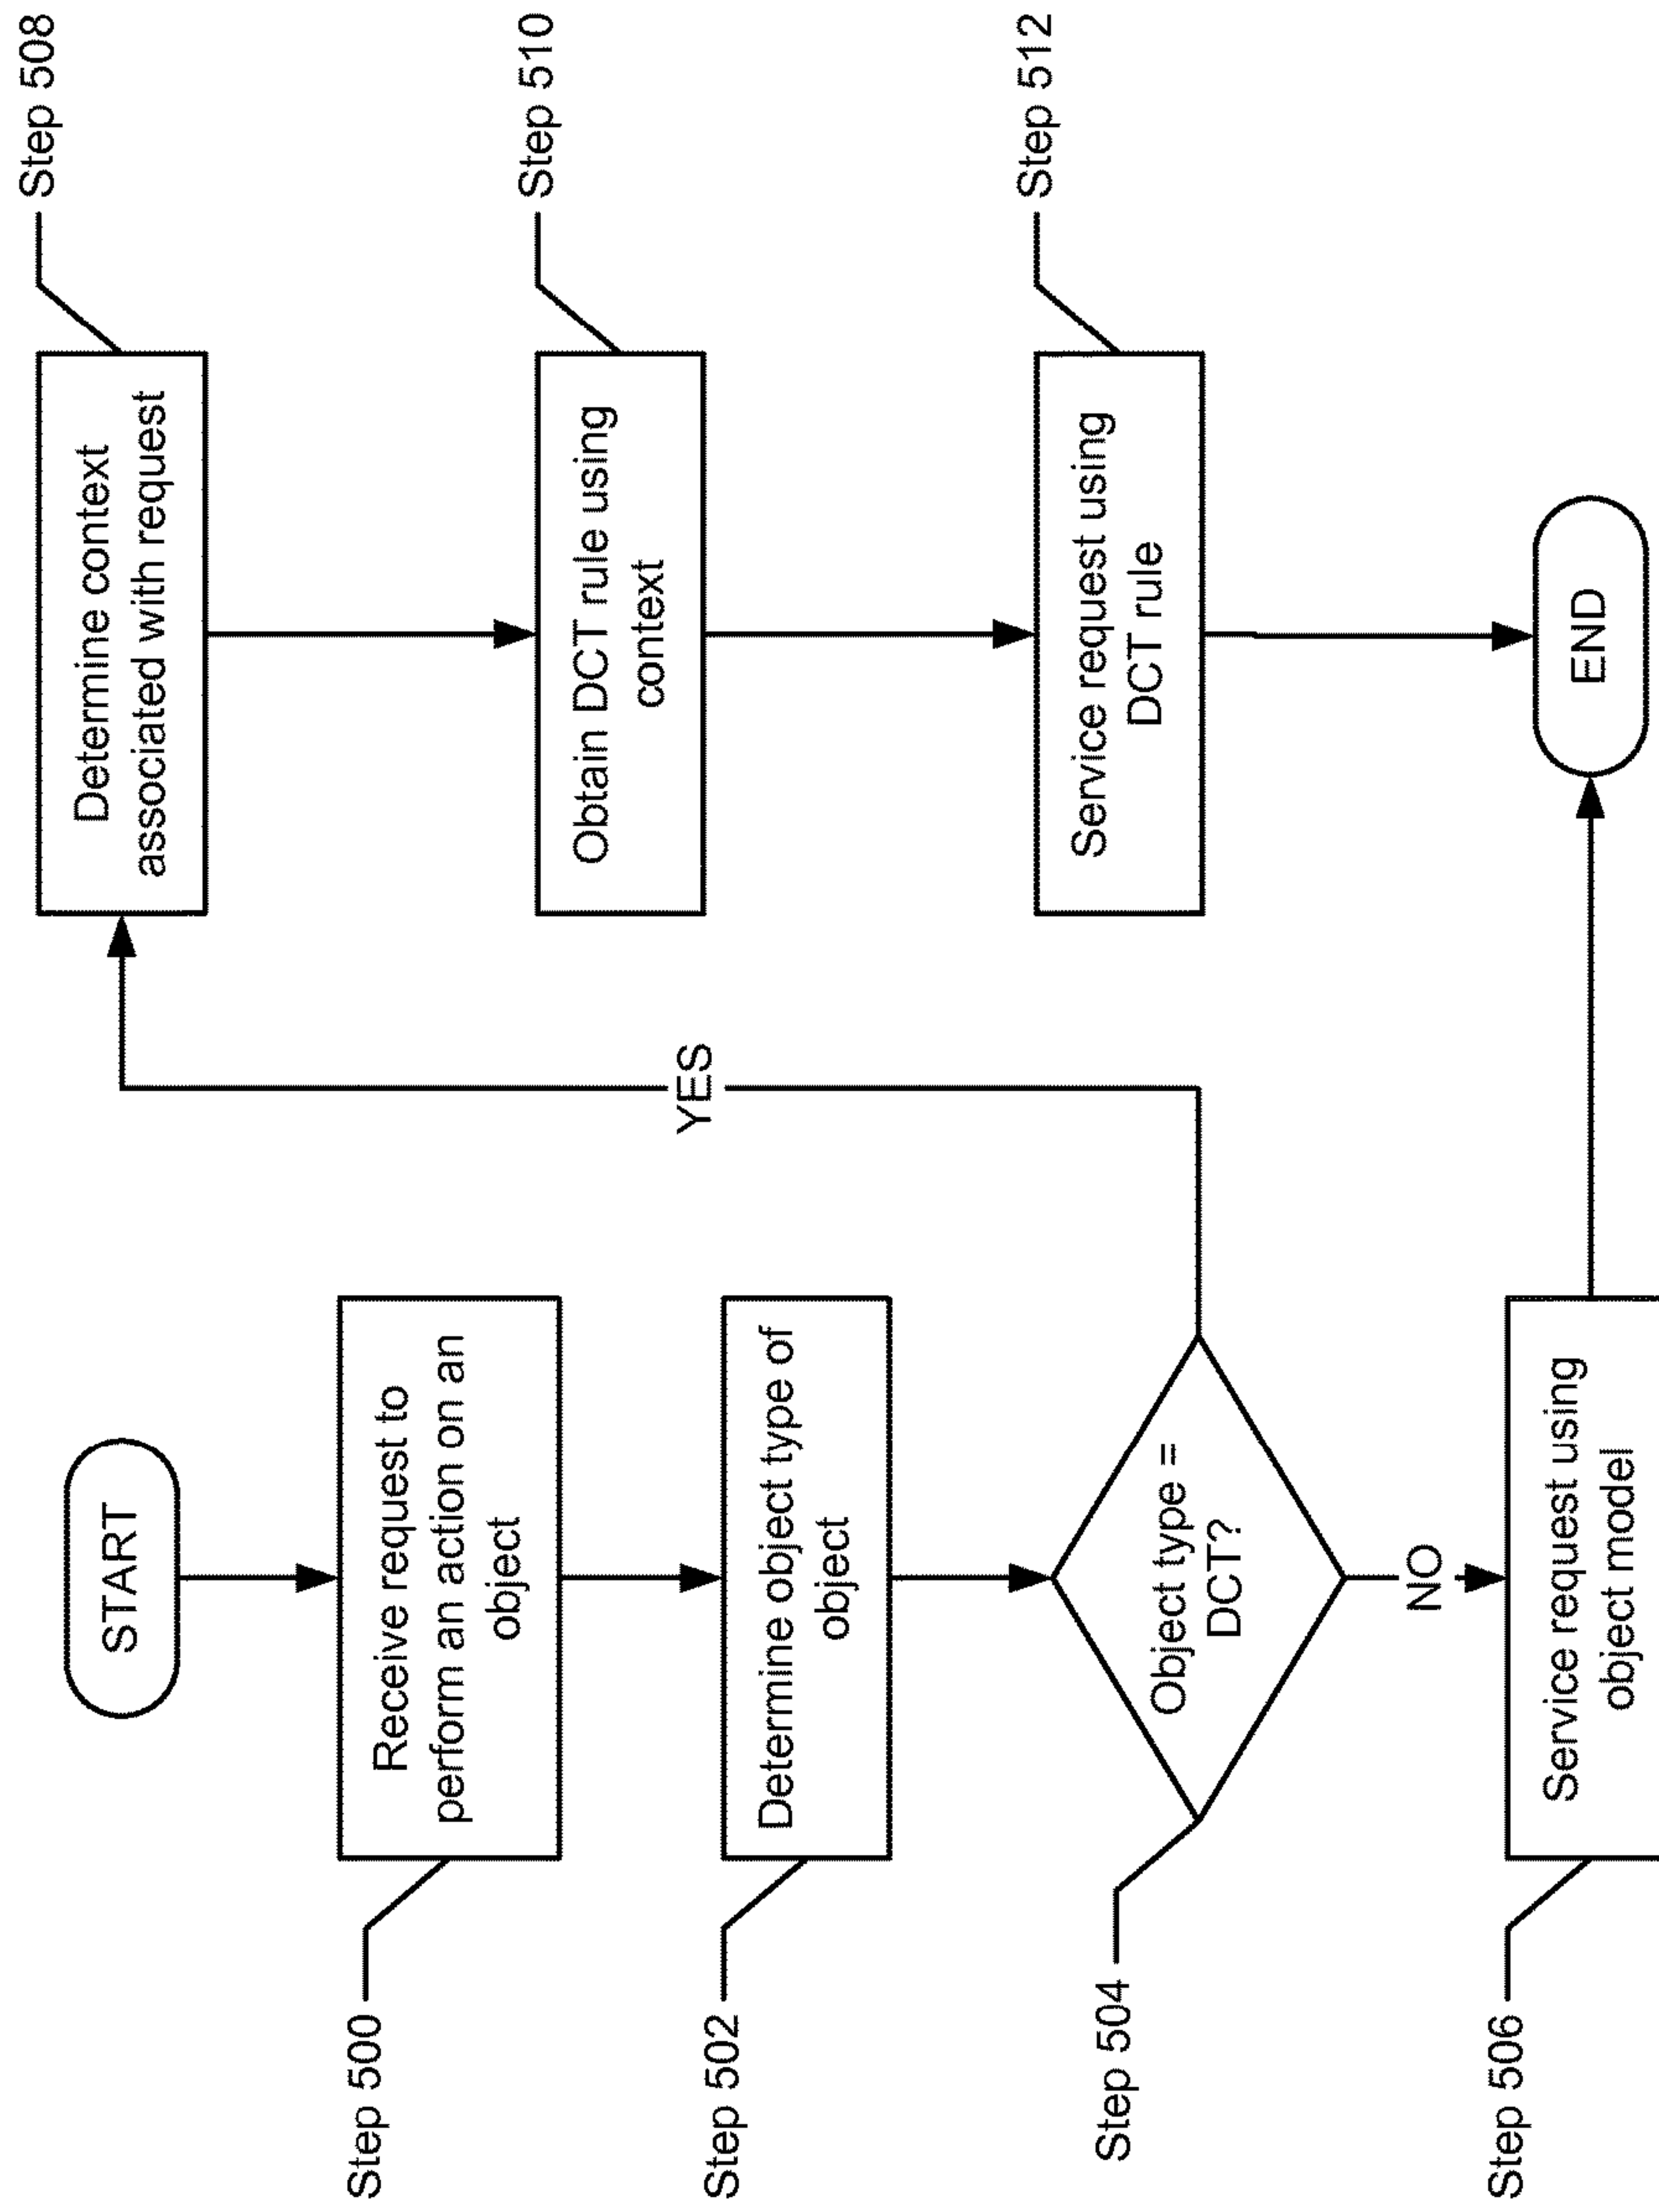 START
Step 500
Receive request to
perform an action on an
object
Step 502
Determine object type of
object
Step 504
Object type =
DCT?
YES
NO
Step 506
Service request using
object model
Step 508
Determine context
associated with request
Step 510
Obtain DCT rule using
context
Step 512
Service request using
DCT rule
END